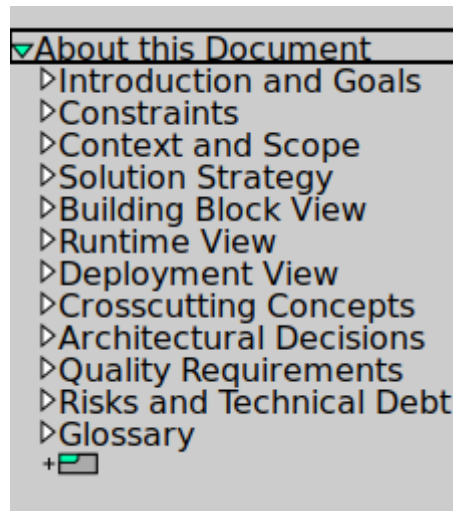 About this Document
Introduction and Goals
Constraints
Context and Scope
Solution Strategy
Building Block View
Runtime View
Deployment View
Crosscutting Concepts
Architectural Decisions
Quality Requirements
Risks and Technical Debt
Glossary
+